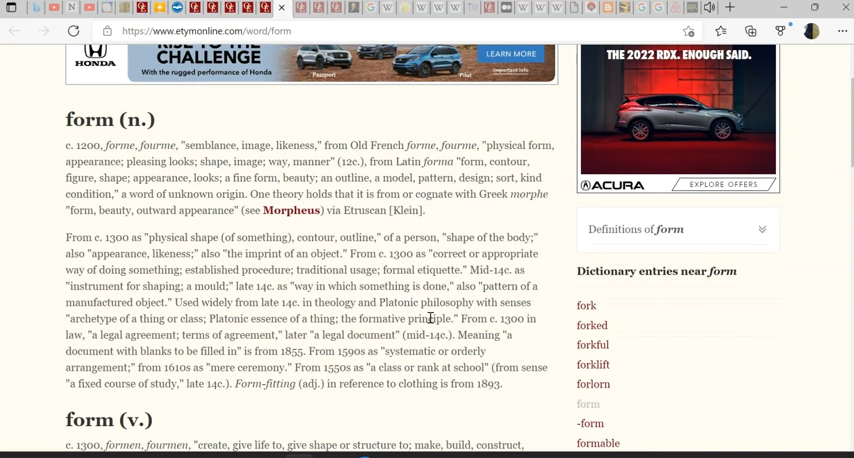 https://www.etymonline.com/word/form
RISE TO THE
CHALLENGE
HONDA
With the rugged performance of Honda
Passport
Pilot
LEARN MORE
Important Info
THE 2022 RDX. ENOUGH SAID.
ACURA
EXPLORE OFFERS
form (n.)
c. 1200, forme, fourme, "semblance, image, likeness," from Old French forme, fourme, "physical form,
appearance; pleasing looks; shape, image; way, manner" (12c.), from Latin forma "form, contour,
figure, shape; appearance, looks; a fine form, beauty; an outline, a model, pattern, design; sort, kind
condition," a word of unknown origin. One theory holds that it is from or cognate with Greek morphe
"form, beauty, outward appearance" (see Morpheus) via Etruscan [Klein].
From c. 1300 as "physical shape (of something), contour, outline," of a person, "shape of the body;"
also "appearance, likeness;" also "the imprint of an object." From c. 1300 as "correct or appropriate
way of doing something; established procedure; traditional usage; formal etiquette." Mid-14c. as
"instrument for shaping; a mould;" late 14c. as "way in which something is done," also "pattern of a
manufactured object." Used widely from late 14c. in theology and Platonic philosophy with senses
"archetype of a thing or class; Platonic essence of a thing; the formative principle." From c. 1300 in
law, "a legal agreement; terms of agreement," later "a legal document" (mid-14c.). Meaning "a
document with blanks to be filled in" is from 1855. From 1590s as "systematic or orderly
arrangement;" from 1610s as "mere ceremony." From 1550s as "a class or rank at school" (from sense
"a fixed course of study," late 14c.). Form-fitting (adj.) in reference to clothing is from 1893.
form (v.)
c. 1300, formen, fourmen, "create, give life to, give shape or structure to; make, build, construct,
Definitions of form
Dictionary entries near form
fork
forked
forkful
forklift
forlorn
form
-form
formable